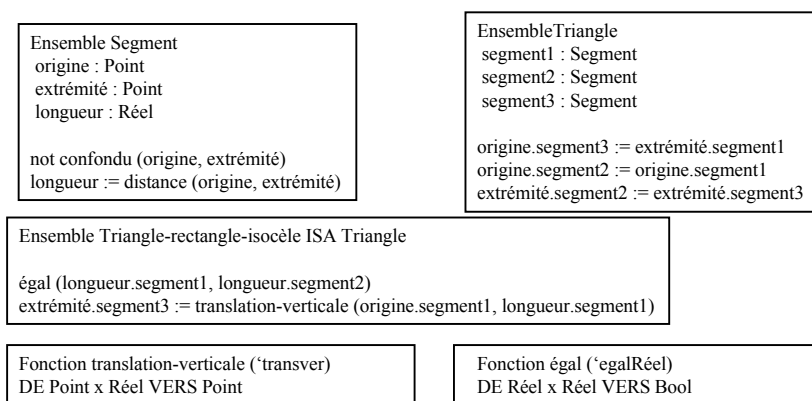 Ensemble Segment
origine : Point
extrémité : Point
longueur : Réel
not confondu (origine, extrémité)
longueur := distance (origine, extrémité)
EnsembleTriangle
segment1 : Segment
segment2 : Segment
segment3 : Segment
origine.segment3 := extrémité.segment1
origine.segment2 := origine.segment1
extrémité.segment2 := extrémité.segment3
Ensemble Triangle-rectangle-isocèle ISA Triangle
égal (longueur.segment1, longueur.segment2)
extrémité.segment3 := translation-verticale (origine.segment1, longueur.segment1)
Fonction translation-verticale (‘transver)
DE Point x Réel VERS Point
Fonction égal (‘egalRéel)
DE Réel x Réel VERS Bool